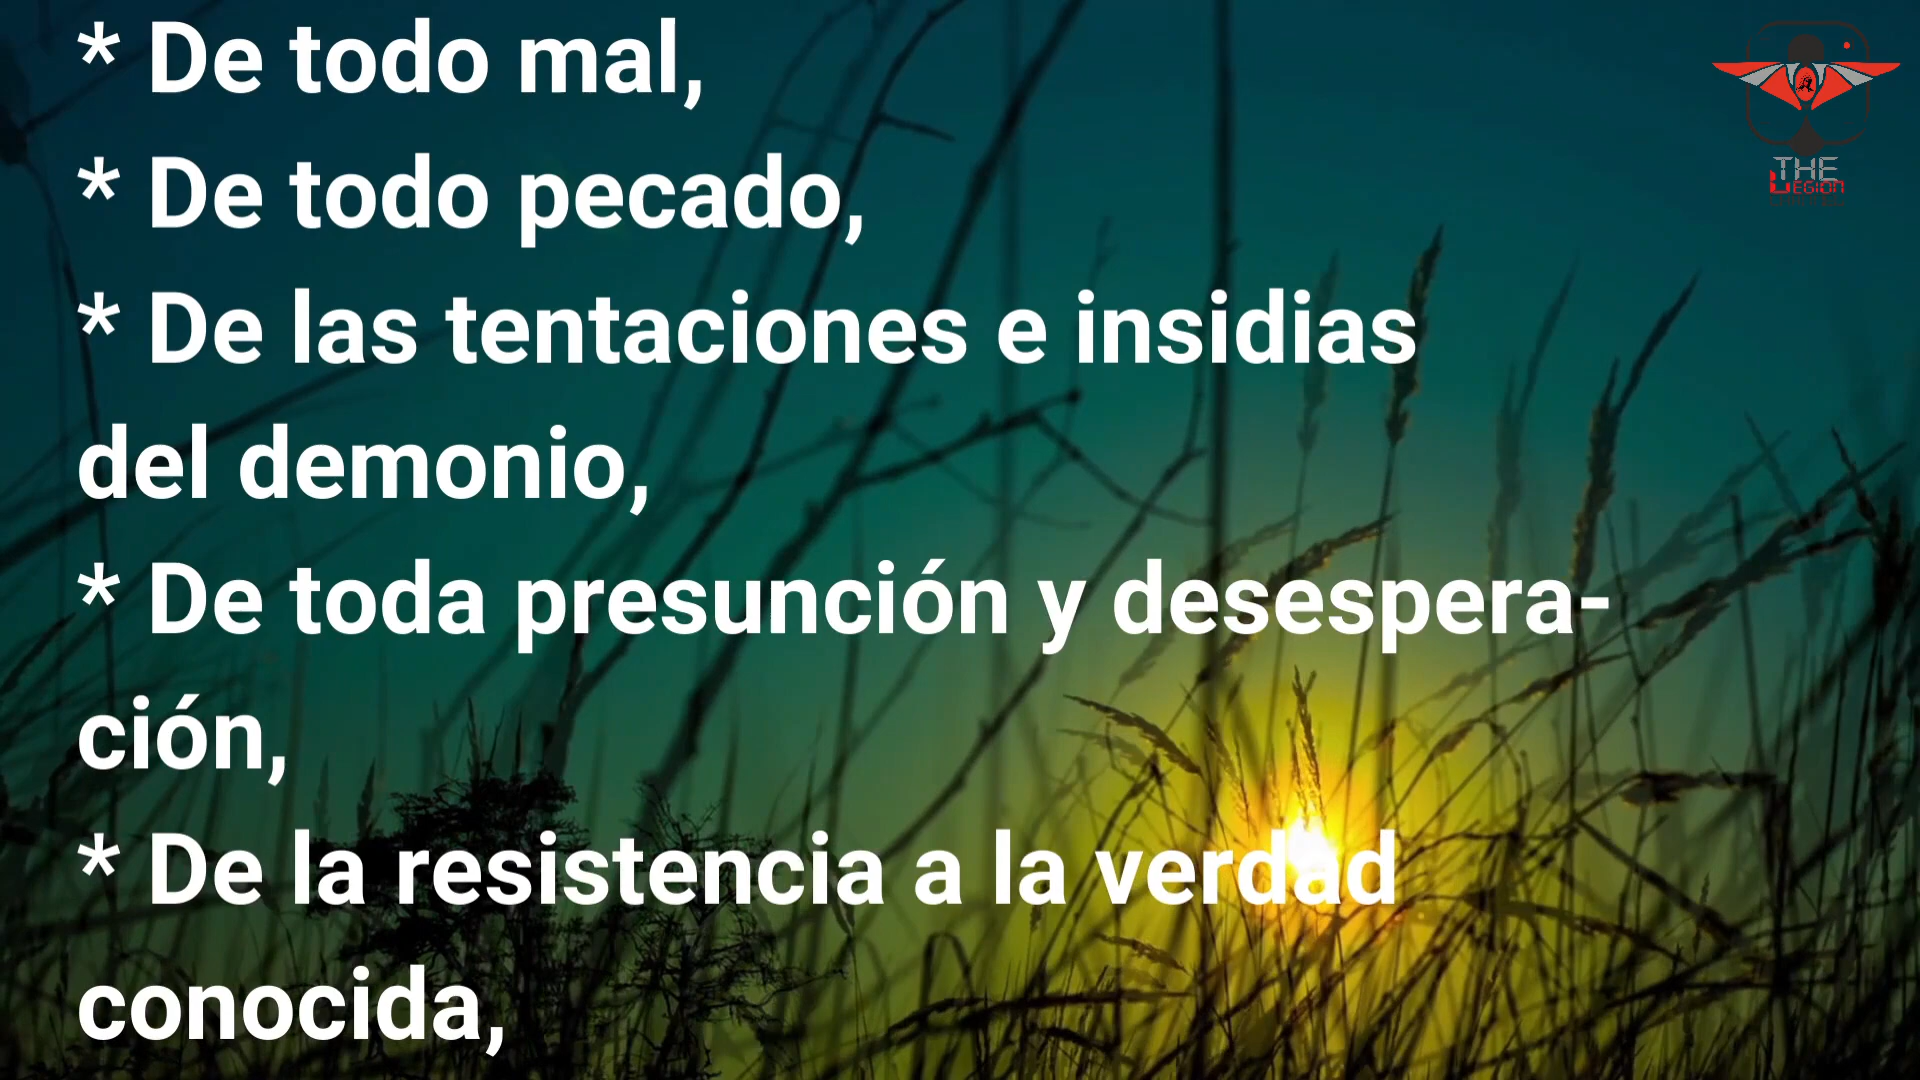 * De todo mal,
* De todo pecado,
* De las tentaciones e insidias
del demonio,
* De toda presunción y desespera-
ción,
* De la resistencia a la verdad
conocida,
THE
LEGION